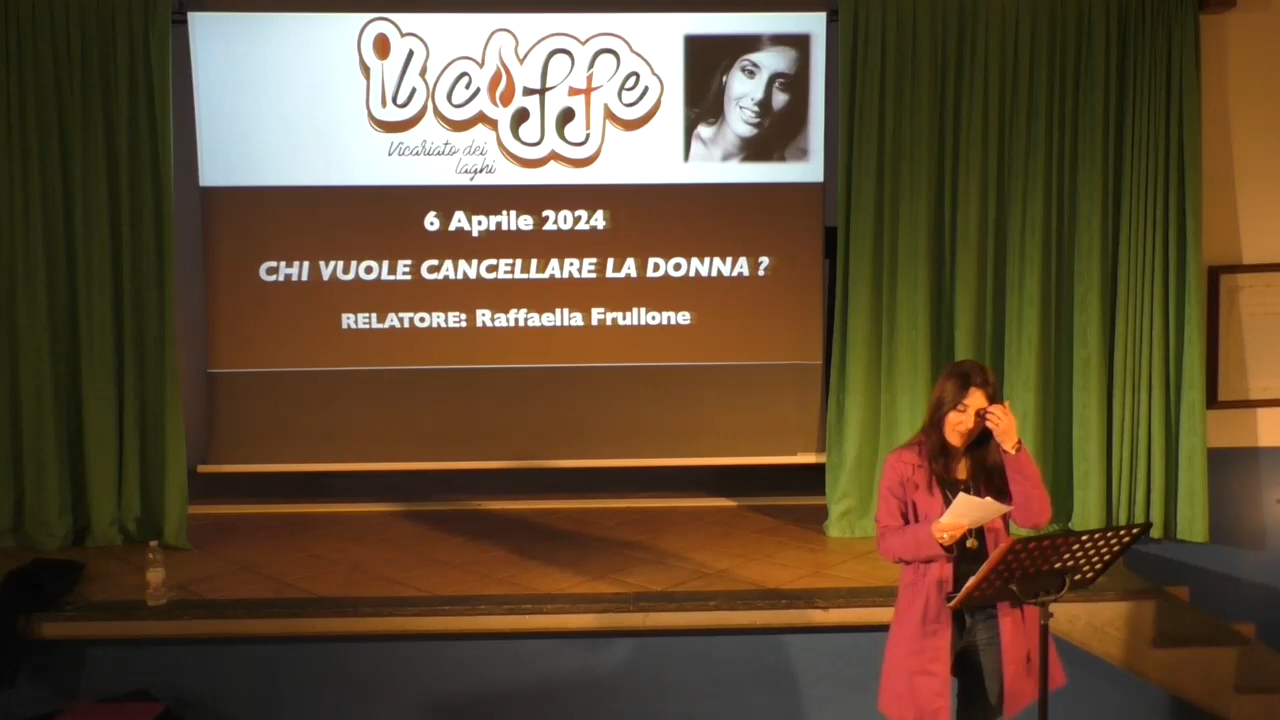 il caffe
Vicariato dei
laghi
6 Aprile 2024
CHI VUOLE CANCELLARE LA DONNA ?
RELATORE: Raffaella Frullone